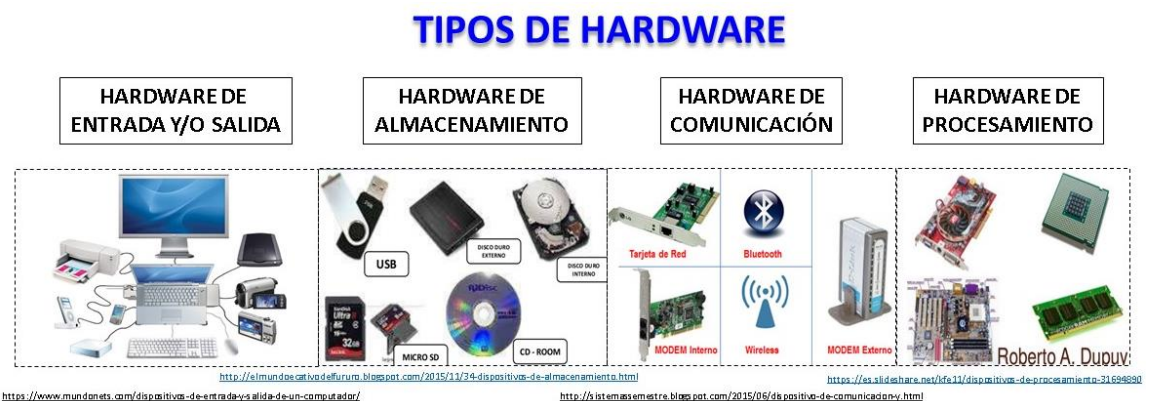 TIPOS DE HARDWARE
HARDWARE DE
ENTRADA Y/O SALIDA
HARDWARE DE
ALMACENAMIENTO
HARDWARE DE
COMUNICACIÓN
HARDWARE DE
PROCESAMIENTO
USB
DISCO DURO
EXTERNO
DISCO DURO
INTERNO
SanDisk
Ultra
32GB
MICRO SD
CD - ROOM
Tarjeta de Red
Bluetooth
MODEM Interno
Wireless
MODEM Externo
Roberto A. Dupuy
http://elmundoecativodelfururo.blogspot.com/2015/11/34-dispositivos-de-almacenamiento.html
https://es.slideshare.net/kfe11/dispositivos-de-procesamiento-31694890
https://www.mundonets.com/dispositivos-de-entrada-y-salida-de-un-computador/
http://sistemassemestre.blogspot.com/2015/06/dispositivo-de-comunicacion-y.html